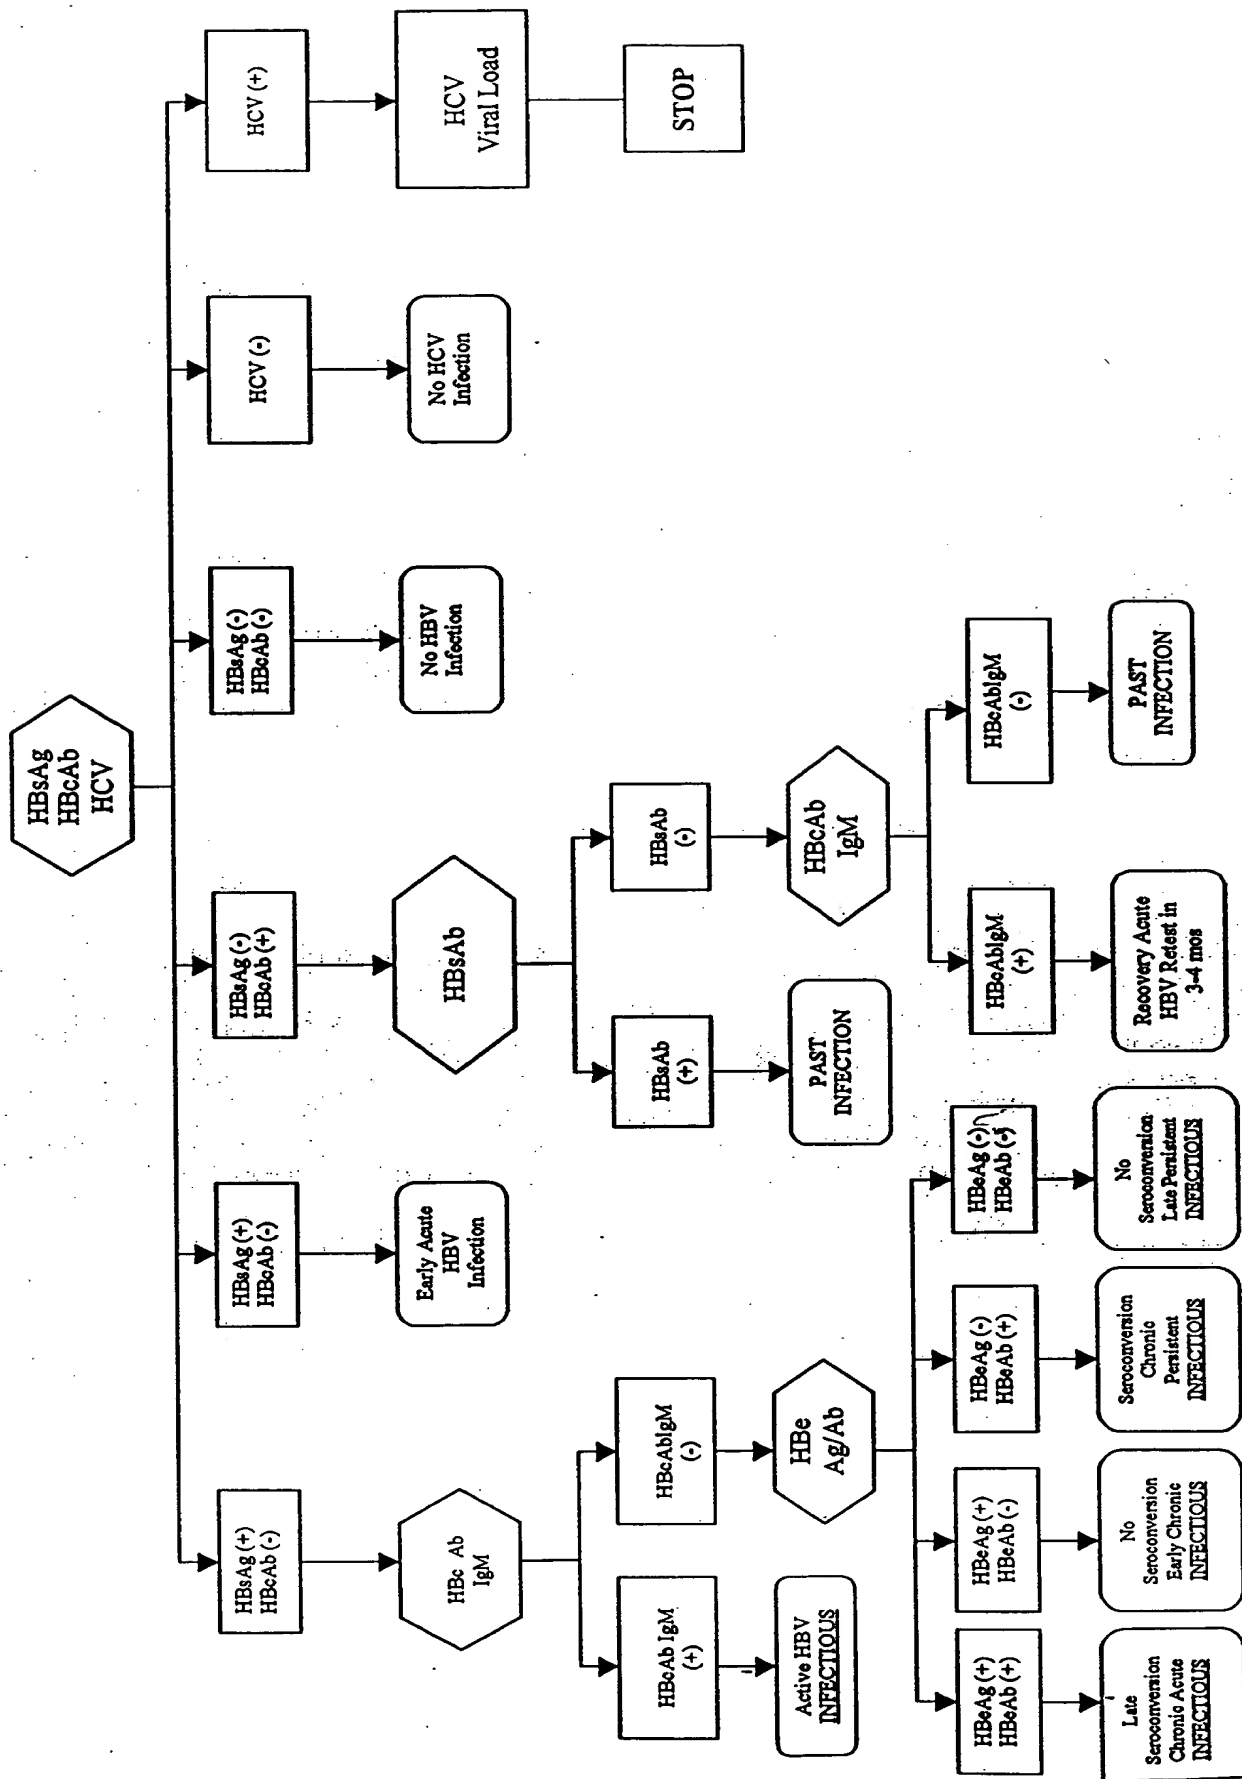 HBsAg
HBcAb
HCV
HBsAg (+)
HBcAb (-)
HBsAg (+)
HBcAb (-)
HBsAg (-)
HBcAb (+)
HBsAg (-)
HBcAb (-)
HCV (-)
HCV (+)
HBc Ab
IgM
Early Acute
HBV
Infection
HBsAb
No HBV
Infection
No HCV
Infection
HCV
Viral Load
HBcAb IgM
(+)
HBcAbIgM
(-)
HBsAb
(+)
HBsAb
(-)
STOP
Active HBV
INFECTIOUS
HBe
Ag/Ab
PAST
INFECTION
HBcAb
IgM
HBeAg (+)
HBeAb (+)
HBeAg (+)
HBeAb (-)
HBeAg (-)
HBeAb (+)
HBeAg (-)
HBeAb (-)
HBcAbIgM
(+)
HBcAbIgM
(-)
Late
Seroconversion
Chronic Acute
INFECTIOUS
No
Seroconversion
Early Chronic
INFECTIOUS
Seroconversion
Chronic
Persistent
INFECTIOUS
No
Seroconversion
Late Persistent
INFECTIOUS
Recovery Acute
HBV Retest in
3-4 mos
PAST
INFECTION